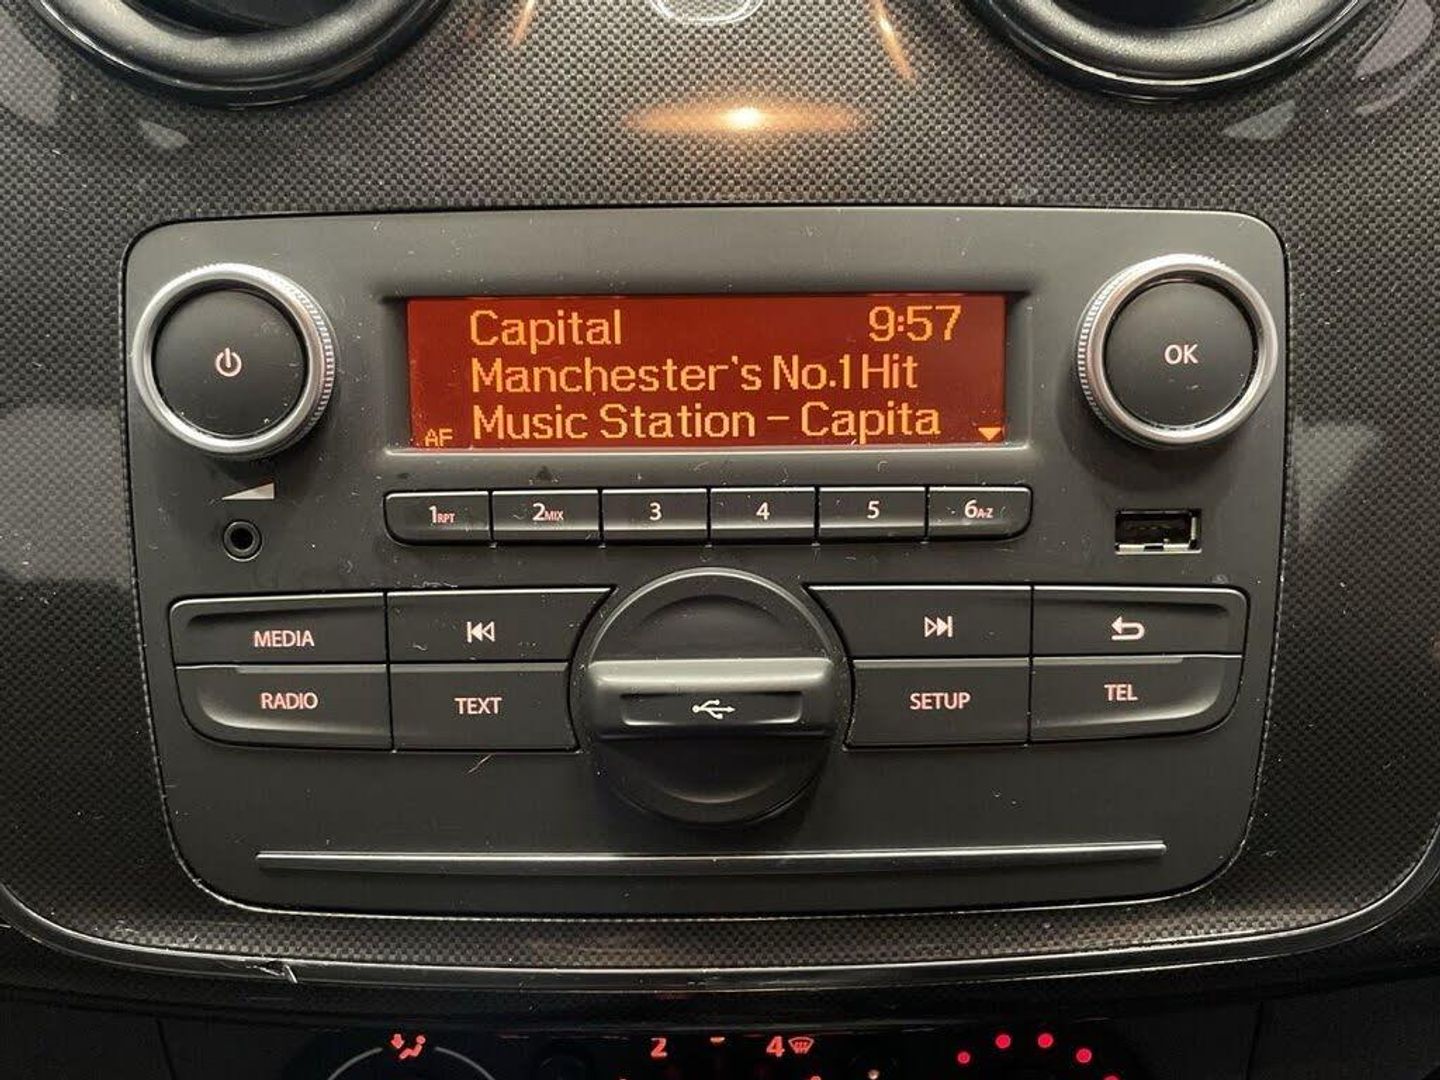 Capital 9:57
Manchester's No.1 Hit
AF Music Station - Capita
OK
1RPT 2MIX 3 4 5 6A-Z
MEDIA
RADIO TEXT SETUP TEL
2 4